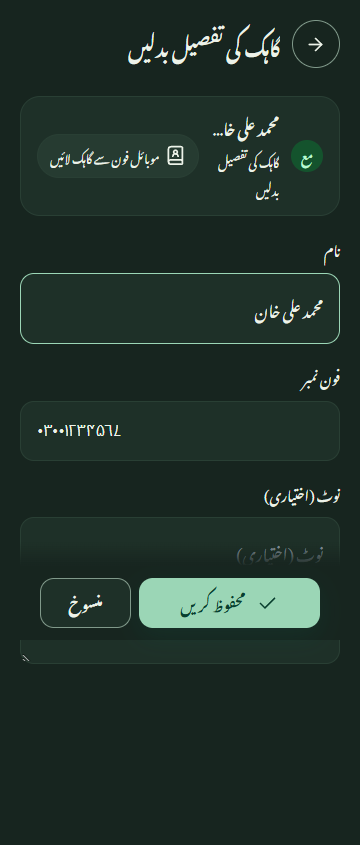 گاہک کی تفصیل بدلیں
مع
محمد علی خا...
گاہک کی تفصیل
بدلیں
موبائل فون سے گاہک لائیں
نام
محمد علی خان
فون نمبر
۰۳۰۰۱۲۳۴۵۶۷
نوٹ (اختیاری)
نوٹ (اختیاری)
محفوظ کریں
منسوخ